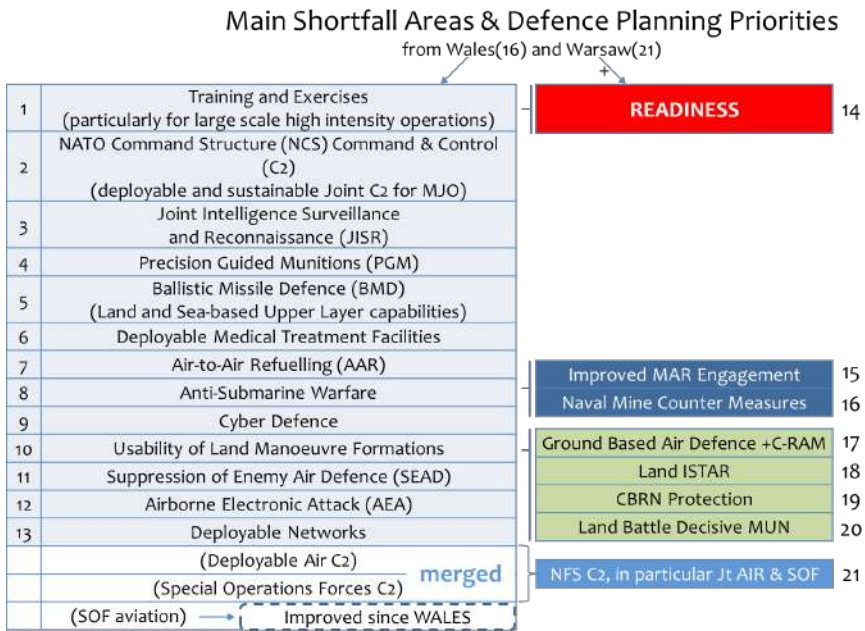 Main Shortfall Areas & Defence Planning Priorities
from Wales(16) and Warsaw(21)
+
1
Training and Exercises
(particularly for large scale high intensity operations)
READINESS
14
2
NATO Command Structure (NCS) Command & Control
(C2)
(deployable and sustainable Joint C2 for MJO)
3
Joint Intelligence Surveillance
and Reconnaissance (JISR)
4
Precision Guided Munitions (PGM)
5
Ballistic Missile Defence (BMD)
(Land and Sea-based Upper Layer capabilities)
6
Deployable Medical Treatment Facilities
7
Air-to-Air Refuelling (AAR)
8
Anti-Submarine Warfare
9
Cyber Defence
10
Usability of Land Manoeuvre Formations
11
Suppression of Enemy Air Defence (SEAD)
12
Airborne Electronic Attack (AEA)
13
Deployable Networks
(Deployable Air C2)
(Special Operations Forces C2)
merged
(SOF aviation)
Improved since WALES
Improved MAR Engagement
15
Naval Mine Counter Measures
16
Ground Based Air Defence +C-RAM
17
Land ISTAR
18
CBRN Protection
19
Land Battle Decisive MUN
20
NFS C2, in particular Jt AIR & SOF
21